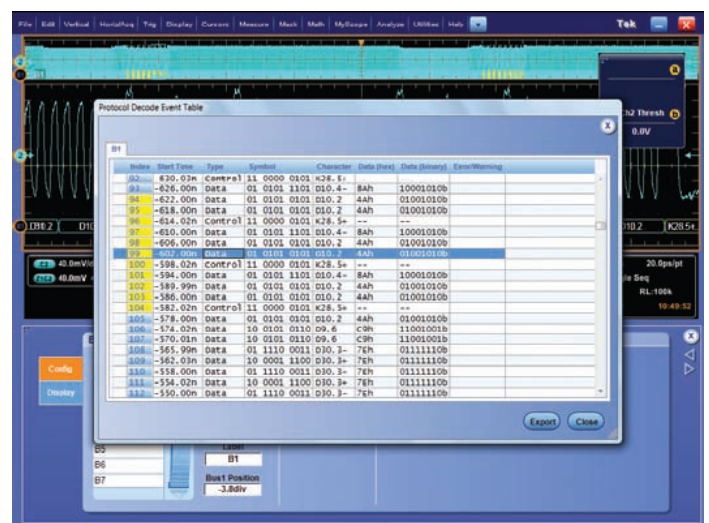 File Edit Vertical Horiz/Acq Trig Display Cursors Measure Mask Math MyScope Analyze Utilities Help
Tek
a
Ch2 Thresh b
0.0V
Protocol Decode Event Table
B1
Index Start Time Type Symbol Character Data (hex) Data (binary) Error/Warning
92 630.03n Control 11 0000 0101 K28.5+
93 -626.00n Data 01 0101 1101 D10.4- 8Ah 10001010b
94 -622.00n Data 01 0101 0101 D10.2 4Ah 01001010b
95 -618.00n Data 01 0101 0101 D10.2 4Ah 01001010b
96 -614.02n Control 11 0000 0101 K28.5+ -- --
97 -610.00n Data 01 0101 1101 D10.4- 8Ah 10001010b
98 -606.00n Data 01 0101 0101 D10.2 4Ah 01001010b
99 -602.00n Data 01 0101 0101 D10.2 4Ah 01001010b
100 -598.02n Control 11 0000 0101 K28.5+ -- --
101 -594.00n Data 01 0101 1101 D10.4- 8Ah 10001010b
102 -589.99n Data 01 0101 0101 D10.2 4Ah 01001010b
103 -586.00n Data 01 0101 0101 D10.2 4Ah 01001010b
104 -582.02n Control 11 0000 0101 K28.5+ -- --
105 -578.00n Data 01 0101 0101 D10.2 4Ah 01001010b
106 -574.02n Data 10 0101 0110 D9.6 C9h 11001001b
107 -570.01n Data 10 0101 0110 D9.6 C9h 11001001b
108 -565.99n Data 01 1110 0011 D30.3- 7Eh 01111110b
109 -562.03n Data 10 0001 1100 D30.3+ 7Eh 01111110b
110 -558.00n Data 01 1110 0011 D30.3- 7Eh 01111110b
111 -554.02n Data 10 0001 1100 D30.3+ 7Eh 01111110b
112 -550.00n Data 01 1110 0011 D30.3- 7Eh 01111110b
D10.2 D10 K28.5+
40.0mV/
40.0mV
20.0ps/pt
Seq
RL:100k
10:49:52
Config
Display
Export Close
B5
B6
B7
Label
B1
Bus1 Position
-3.8div